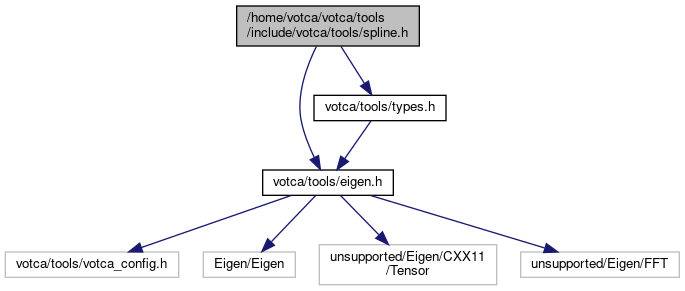 /home/votca/votca/tools
/include/votca/tools/spline.h
votca/tools/types.h
votca/tools/eigen.h
votca/tools/votca_config.h
Eigen/Eigen
unsupported/Eigen/CXX11
/Tensor
unsupported/Eigen/FFT